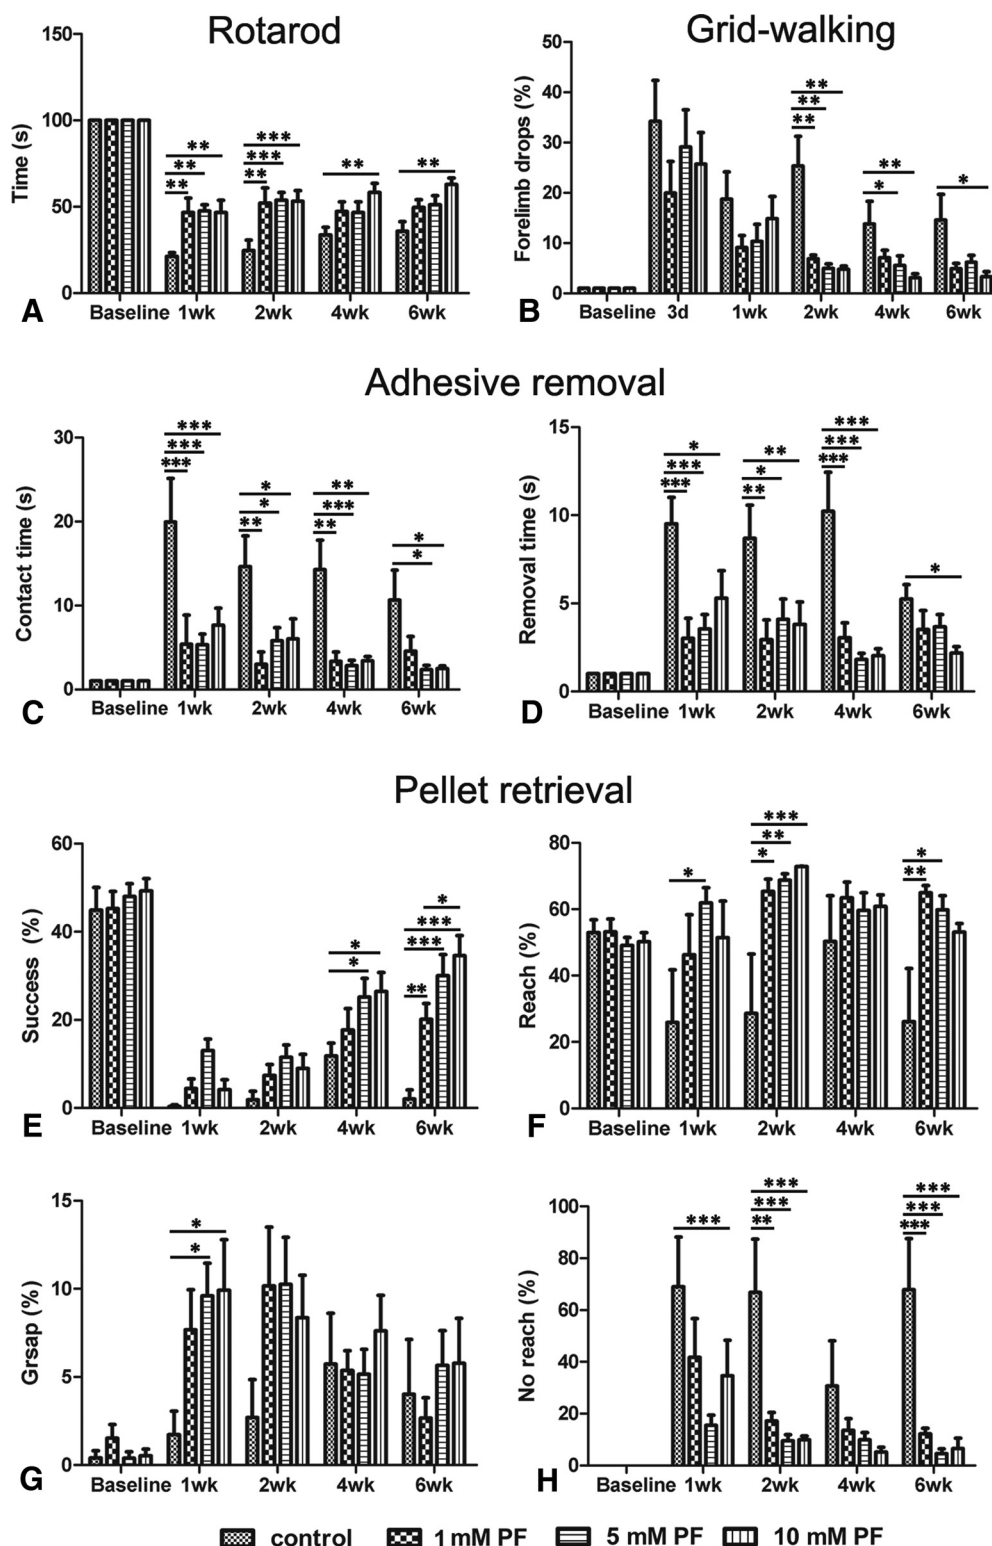 Rotarod
Grid-walking
150
100
50
0
Time (s)
** ** **
** *** ***
**
**
Baseline 1wk 2wk 4wk 6wk
A
50
40
30
20
10
0
Forelimb drops (%)
** ** **
* **
*
Baseline 3d 1wk 2wk 4wk 6wk
B
Adhesive removal
30
20
10
0
Contact time (s)
*** *** ***
** * *
** *** **
* *
Baseline 1wk 2wk 4wk 6wk
C
15
10
5
0
Removal time (s)
*** *** *
** * **
*** *** ***
*
Baseline 1wk 2wk 4wk 6wk
D
Pellet retrieval
60
40
20
0
Success (%)
* *
** *** *** *
Baseline 1wk 2wk 4wk 6wk
E
80
60
40
20
0
Reach (%)
*
* ** ***
** *
Baseline 1wk 2wk 4wk 6wk
F
15
10
5
0
Grsap (%)
* *
Baseline 1wk 2wk 4wk 6wk
G
100
80
60
40
20
0
No reach (%)
***
** *** ***
*** *** ***
Baseline 1wk 2wk 4wk 6wk
H
control 1 mM PF 5 mM PF 10 mM PF